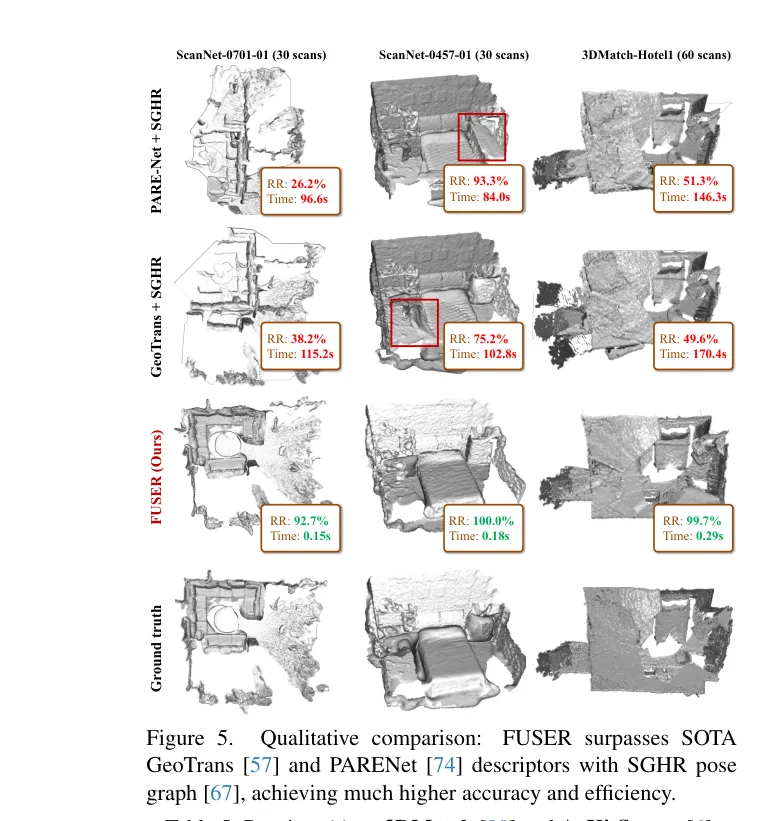 ScanNet-0701-01 (30 scans) ScanNet-0457-01 (30 scans) 3DMatch-Hotel1 (60 scans)
PARE-Net + SGHR
RR: 26.2%
Time: 96.6s
RR: 93.3%
Time: 84.0s
RR: 51.3%
Time: 146.3s
GeoTrans + SGHR
RR: 38.2%
Time: 115.2s
RR: 75.2%
Time: 102.8s
RR: 49.6%
Time: 170.4s
FUSER (Ours)
RR: 92.7%
Time: 0.15s
RR: 100.0%
Time: 0.18s
RR: 99.7%
Time: 0.29s
Ground truth
Figure 5. Qualitative comparison: FUSER surpasses SOTA
GeoTrans [57] and PARENet [74] descriptors with SGHR pose
graph [67], achieving much higher accuracy and efficiency.